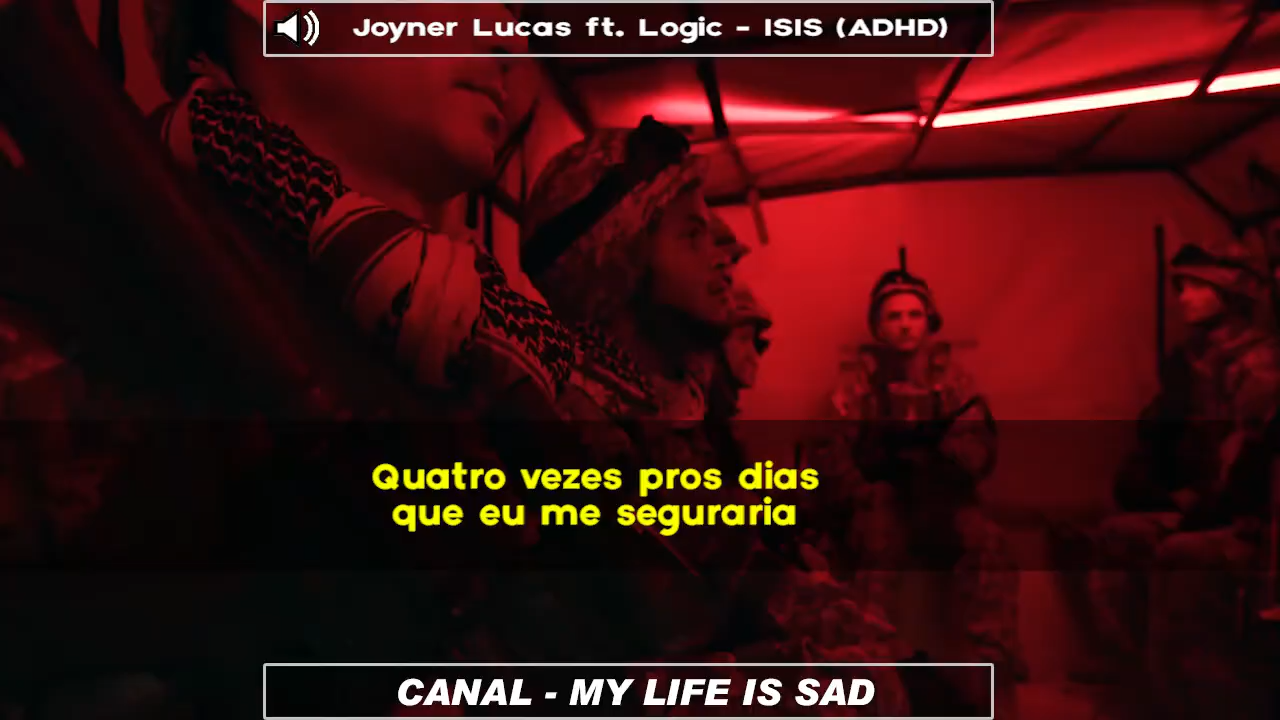 Joyner Lucas ft. Logic - ISIS (ADHD)
Quatro vezes pros dias
que eu me seguraria
CANAL - MY LIFE IS SAD